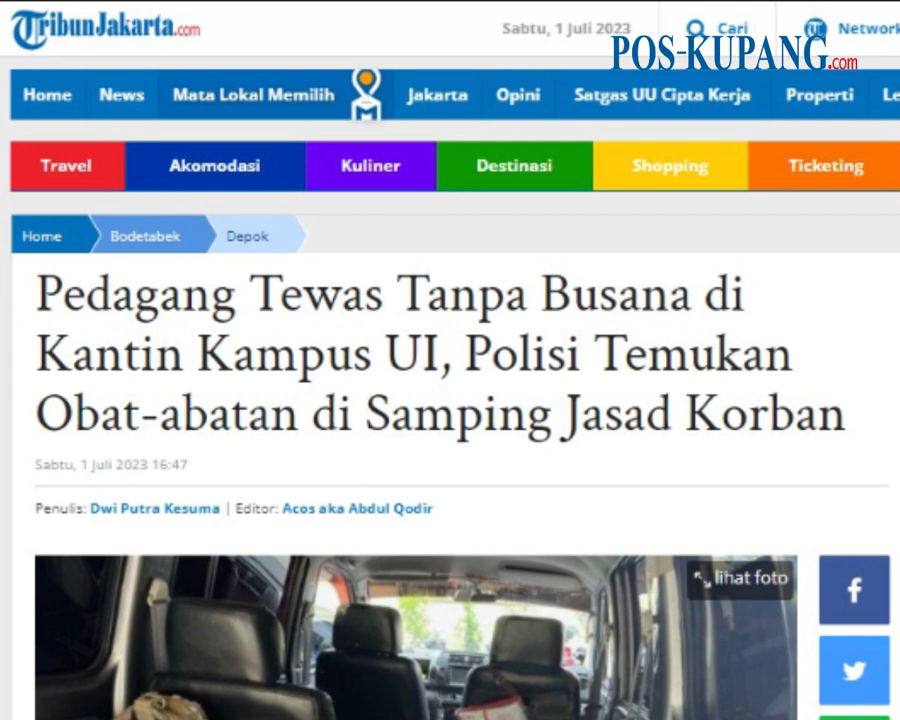 TribunJakarta.com
Sabtu, 1 Juli 2023
Cari
Network
POS-KUPANG.com
Home News Mata Lokal Memilih Jakarta Opini Satgas UU Cipta Kerja Properti Le
Travel Akomodasi Kuliner Destinasi Shopping Ticketing
Home Bodetabek Depok
Pedagang Tewas Tanpa Busana di
Kantin Kampus UI, Polisi Temukan
Obat-abatan di Samping Jasad Korban
Sabtu, 1 Juli 2023 16:47
Penulis: Dwi Putra Kesuma | Editor: Acos aka Abdul Qodir
lihat foto